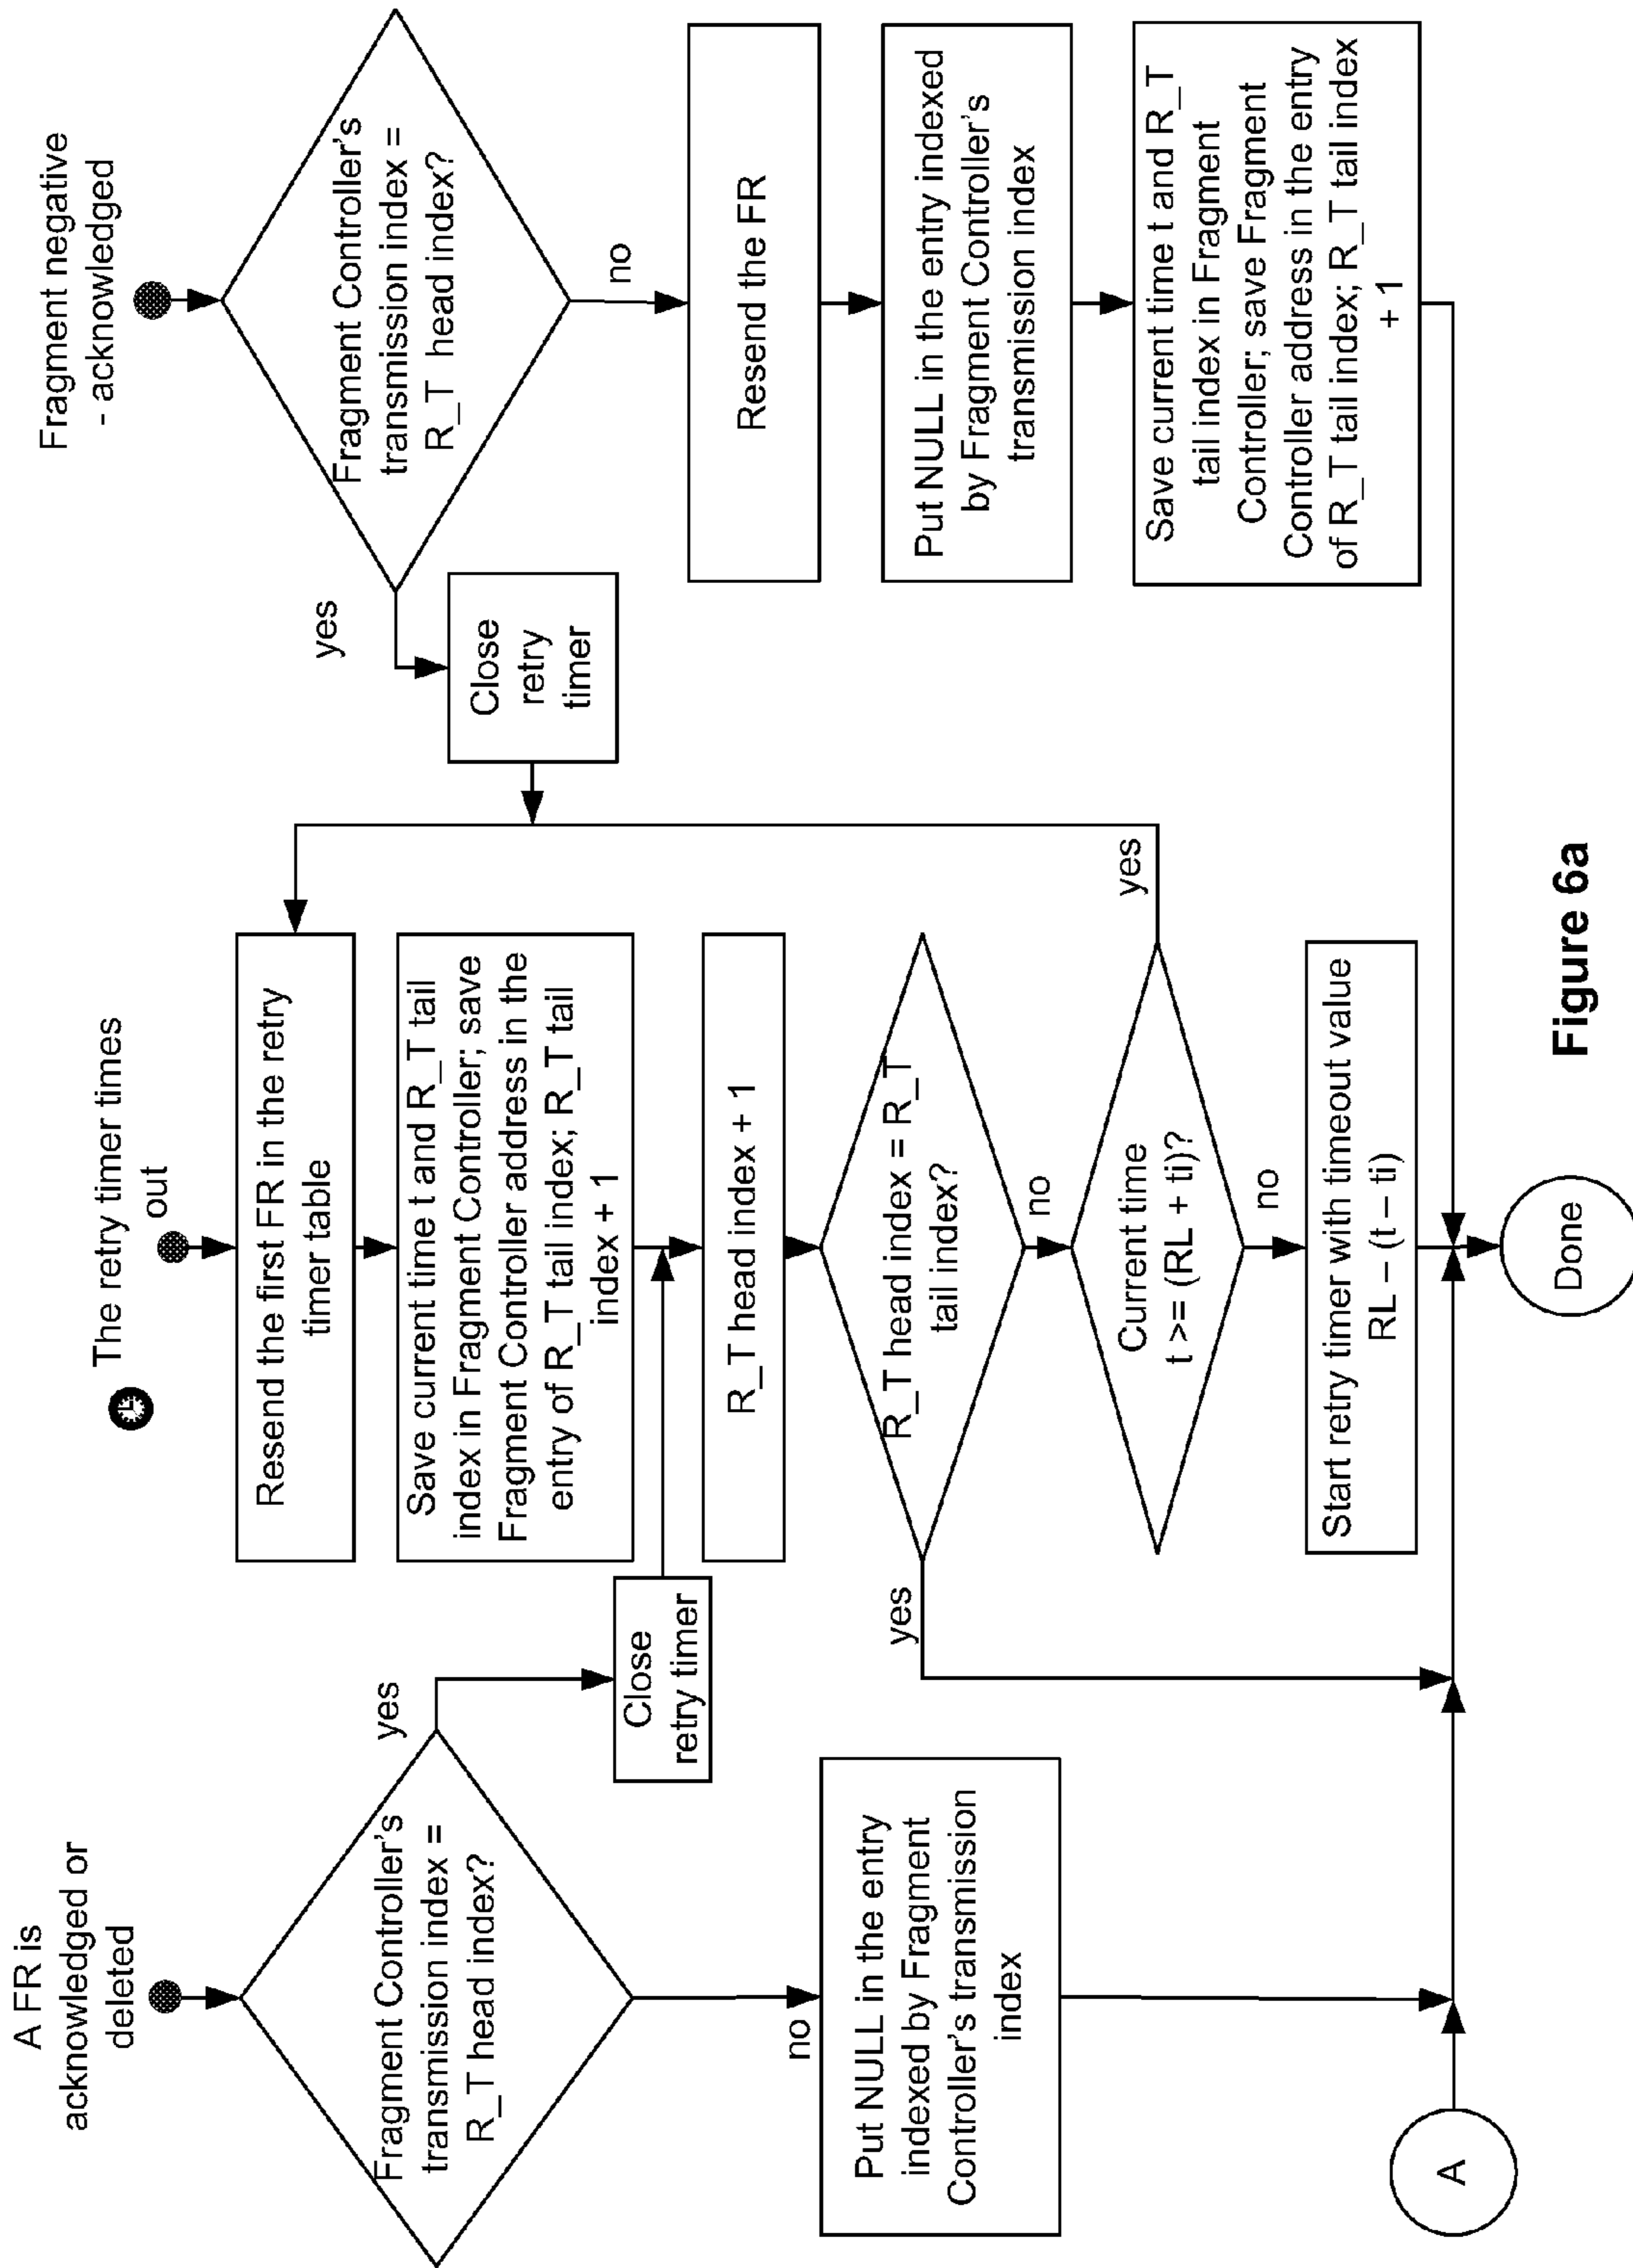 A FR is
acknowledged or
deleted
Fragment Controller's
transmission index =
R_T head index?
yes
no
Close
retry timer
Put NULL in the entry
indexed by Fragment
Controller's transmission
index
A
The retry timer times
out
Resend the first FR in the retry
timer table
Save current time t and R_T tail
index in Fragment Controller; save
Fragment Controller address in the
entry of R_T tail index; R_T tail
index + 1
R_T head index + 1
R_T head index = R_T
tail index?
yes
no
Current time
t >= (RL + ti)?
yes
no
Start retry timer with timeout value
RL – (t – ti)
Done
Fragment negative
- acknowledged
Fragment Controller's
transmission index =
R_T head index?
yes
no
Close
retry
timer
Resend the FR
Put NULL in the entry indexed
by Fragment Controller's
transmission index
Save current time t and R_T
tail index in Fragment
Controller; save Fragment
Controller address in the entry
of R_T tail index; R_T tail index
+ 1
Figure 6a